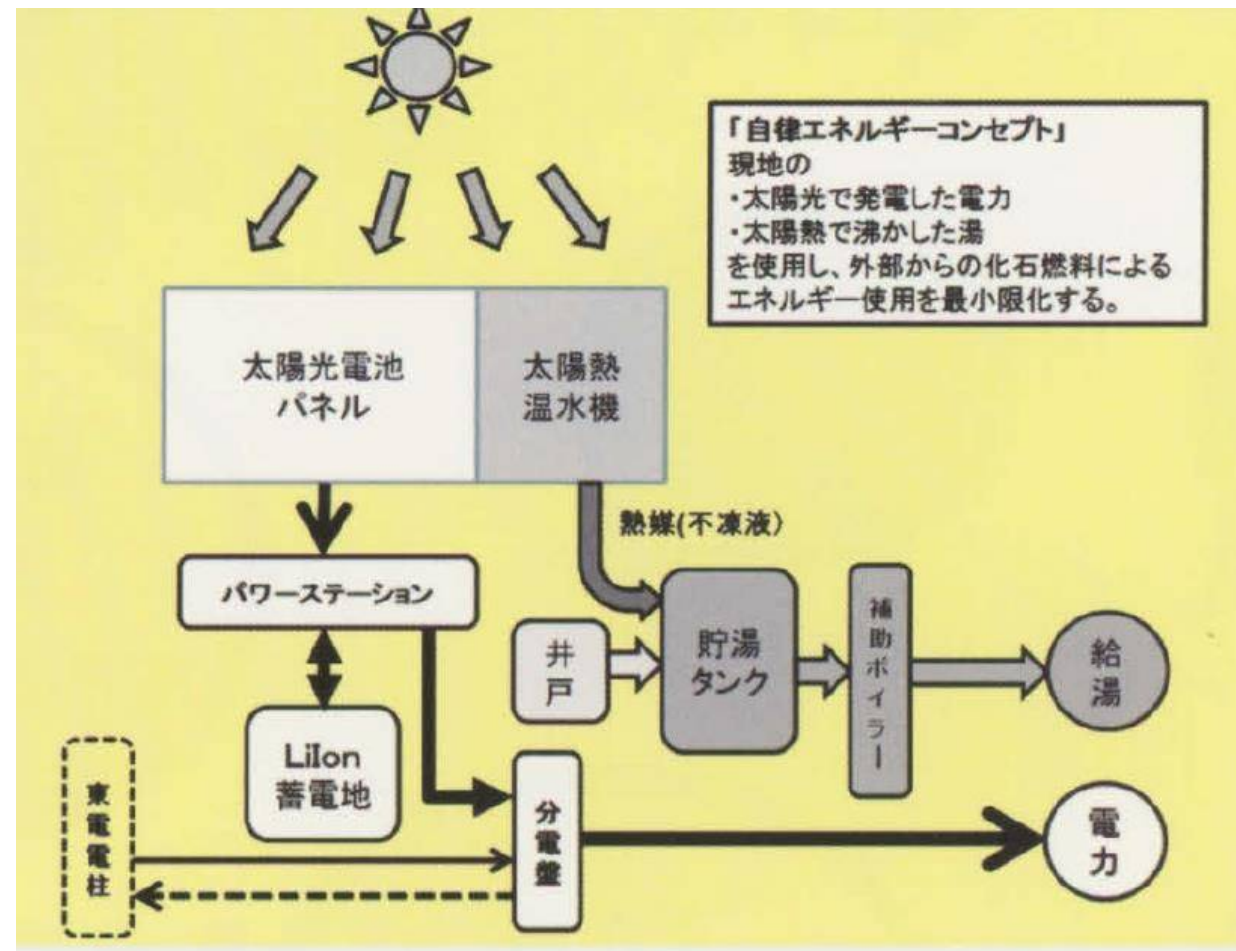 「自律エネルギーコンセプト」
現地の
・太陽光で発電した電力
・太陽熱で沸かした湯
を使用し、外部からの化石燃料による
エネルギー使用を最小限化する。
太陽光電池
パネル
太陽熱
温水機
熱媒(不凍液)
パワーステーション
井
戸
貯湯
タンク
補
助
ボ
イ
ラ
ー
給
湯
LiIon
蓄電地
東
電
電
柱
分
電
盤
電
力